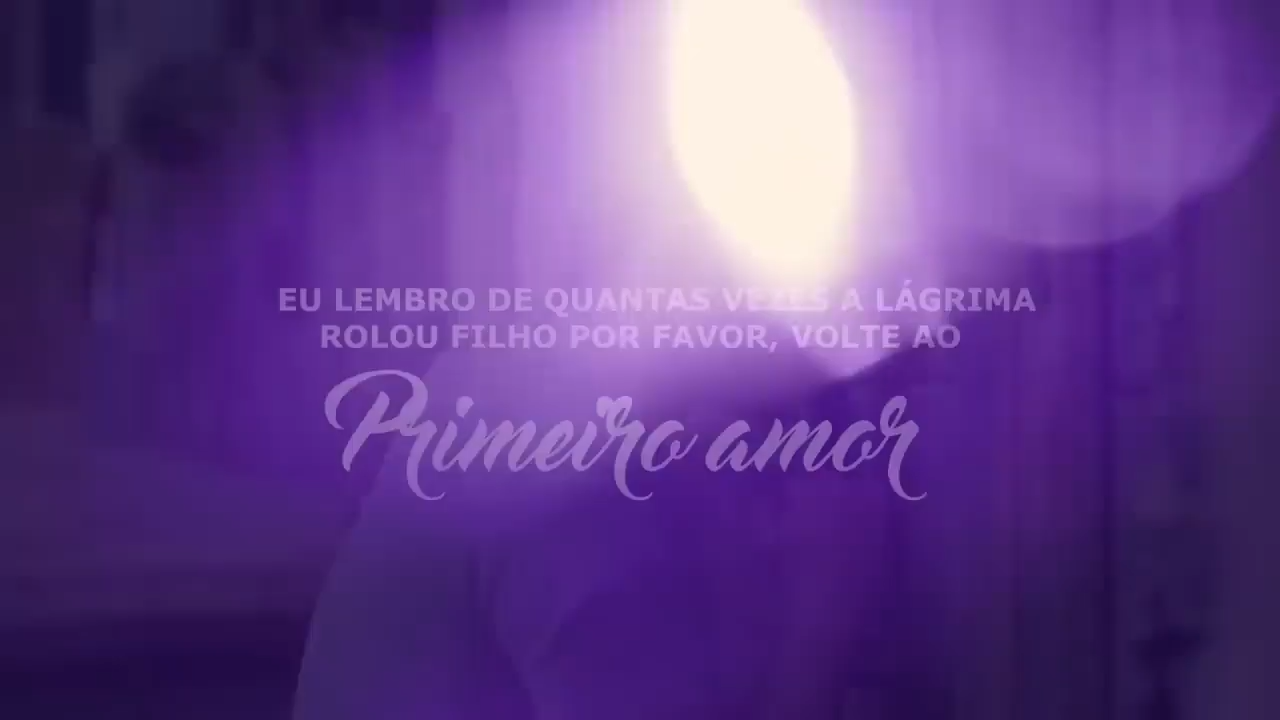 EU LEMBRO DE QUANTAS VEZES A LÁGRIMA
ROLOU FILHO POR FAVOR, VOLTE AO
Primeiro amor